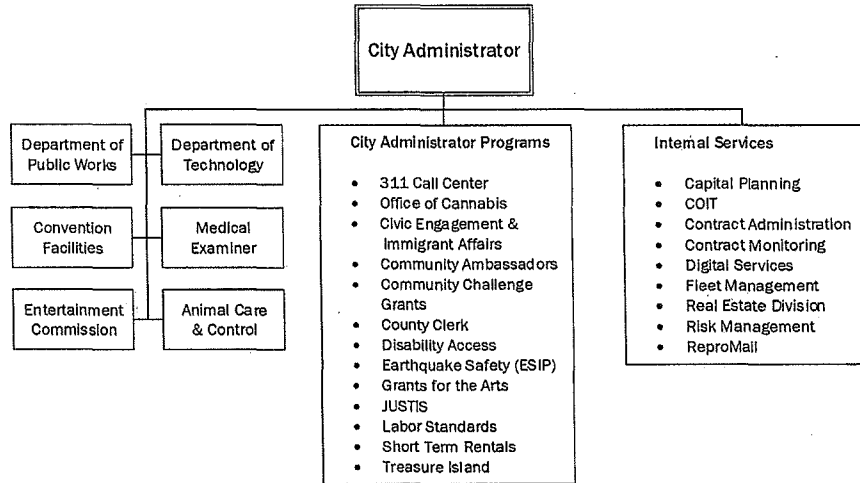 City Administrator
Department of
Public Works
Department of
Technology
Convention
Facilities
Medical
Examiner
Entertainment
Commission
Animal Care
& Control
City Administrator Programs
• 311 Call Center
• Office of Cannabis
• Civic Engagement &
Immigrant Affairs
• Community Ambassadors
• Community Challenge
Grants
• County Clerk
• Disability Access
• Earthquake Safety (ESIP)
• Grants for the Arts
• JUSTIS
• Labor Standards
• Short Term Rentals
• Treasure Island
Internal Services
• Capital Planning
• COIT
• Contract Administration
• Contract Monitoring
• Digital Services
• Fleet Management
• Real Estate Division
• Risk Management
• ReproMail